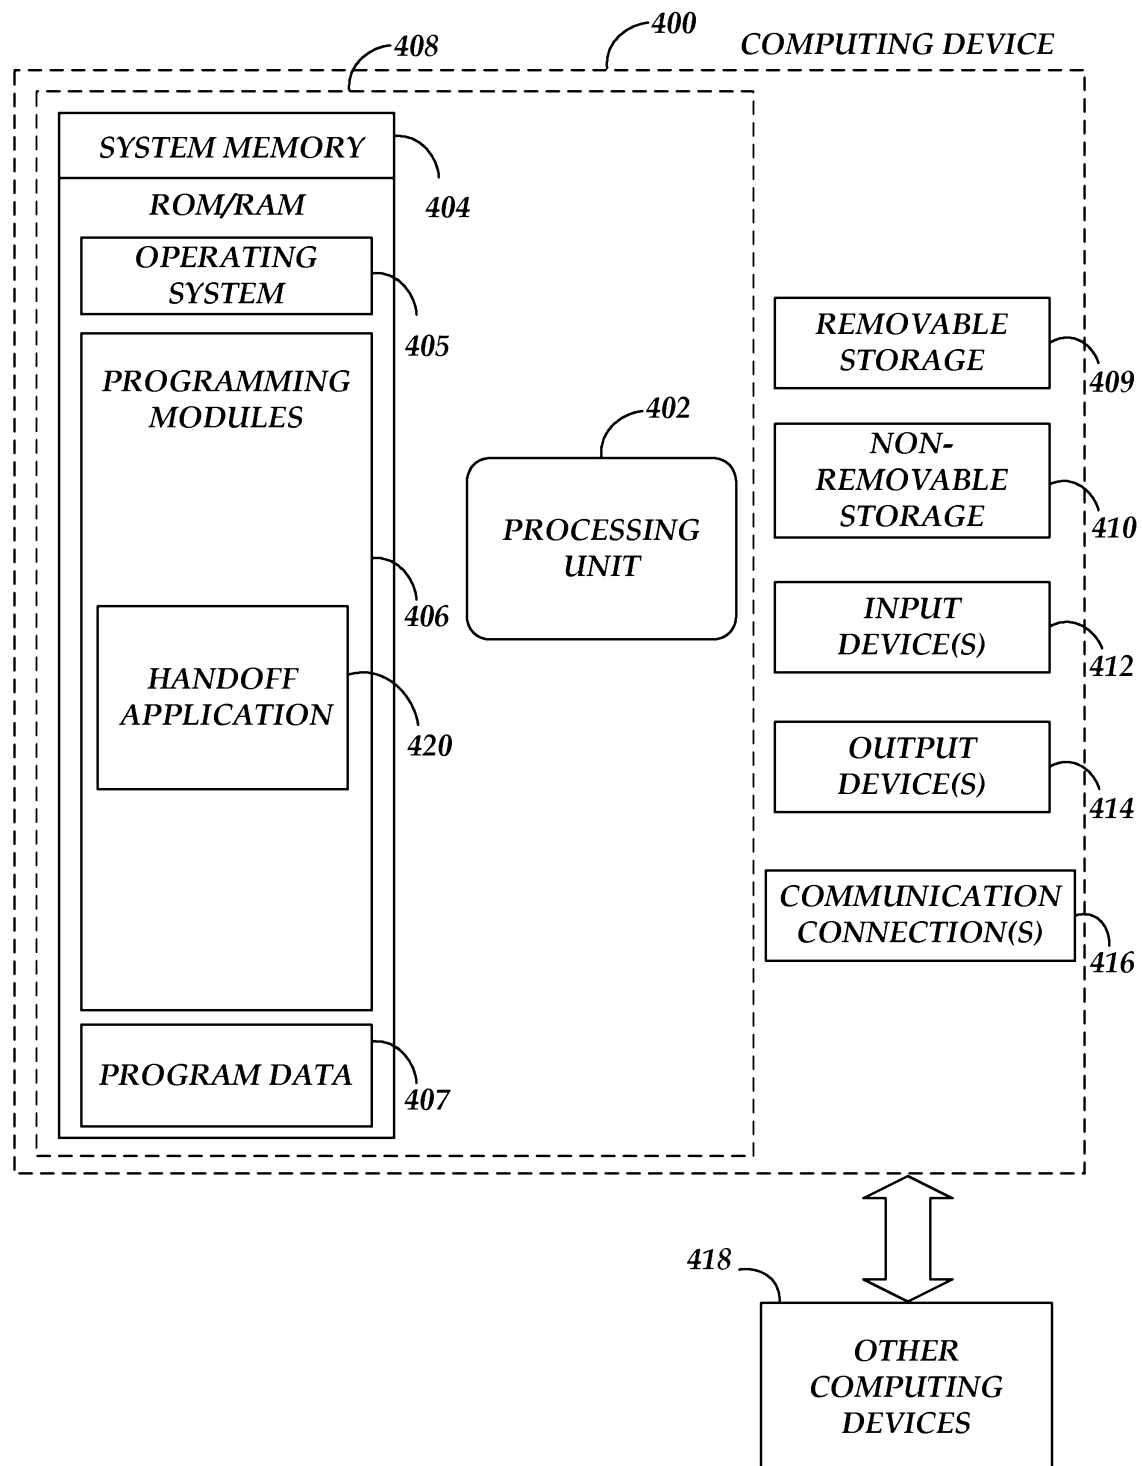 400
COMPUTING DEVICE
408
SYSTEM MEMORY
404
ROM/RAM
OPERATING
SYSTEM
405
PROGRAMMING
MODULES
406
HANDOFF
APPLICATION
420
PROGRAM DATA
407
402
PROCESSING
UNIT
REMOVABLE
STORAGE
409
NON-
REMOVABLE
STORAGE
410
INPUT
DEVICE(S)
412
OUTPUT
DEVICE(S)
414
COMMUNICATION
CONNECTION(S)
416
418
OTHER
COMPUTING
DEVICES